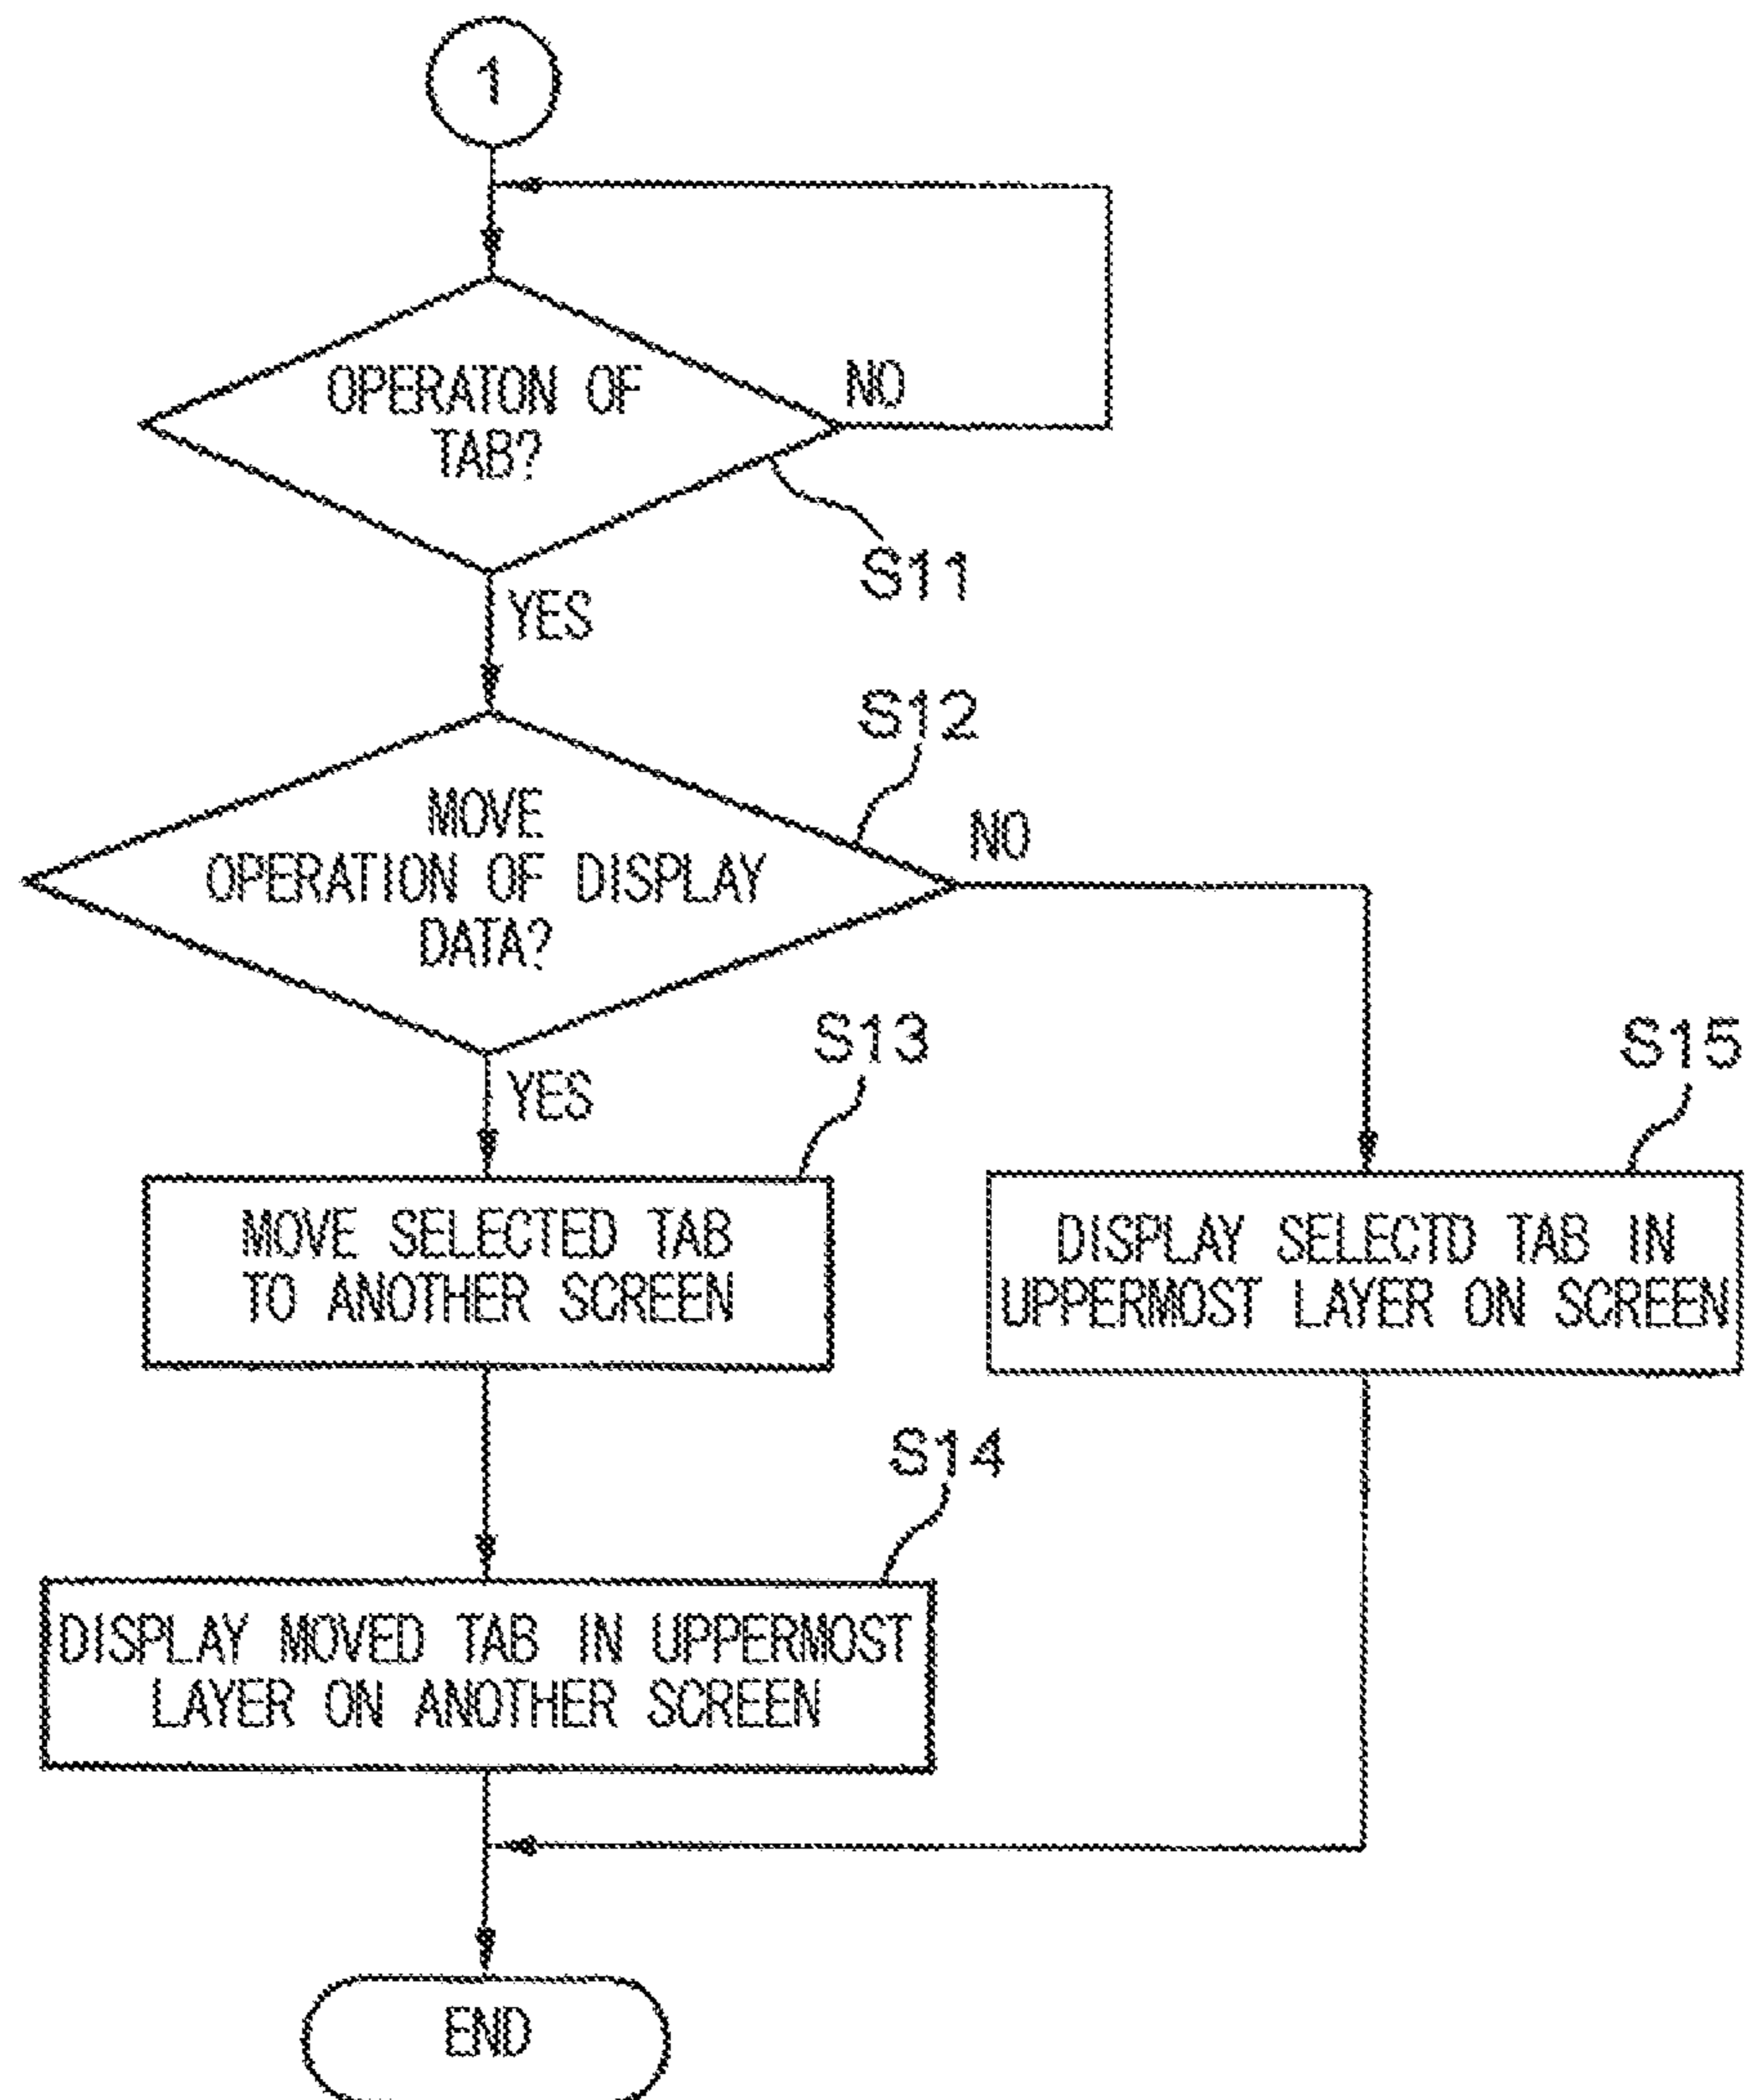 1
OPERATON OF
TAB?
NO
S11
YES
S12
MOVE
OPERATION OF DISPLAY
DATA?
NO
YES
S13
S15
MOVE SELECTED TAB
TO ANOTHER SCREEN
DISPLAY SELECTD TAB IN
UPPERMOST LAYER ON SCREEN
S14
DISPLAY MOVED TAB IN UPPERMOST
LAYER ON ANOTHER SCREEN
END